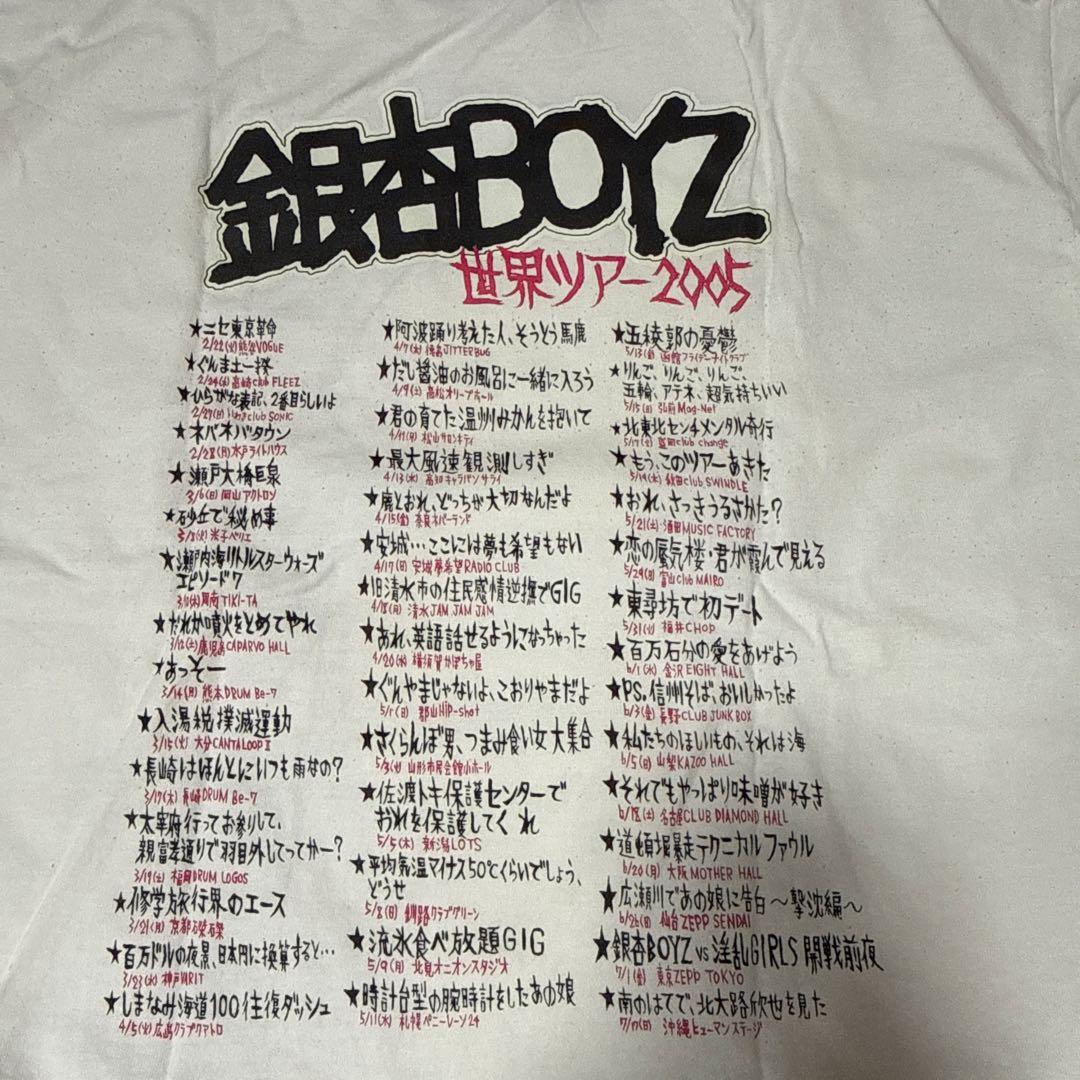 銀杏BOYZ
世界ツアー2005
★ニセ東京革命
2/22(火)熊谷VOGUE
★ぐんま土一揆
2/24(木)高崎club FLEEZ
★ひらがな表記、2番目らしいよ
2/27(日)いわきclub SONIC
★ネバネバタウン
2/28(月)水戸ライトハウス
★瀬戸大橋巨泉
3/6(日)岡山アクトロン
★砂丘で秘め事
3/8(火)米子ベリエ
★瀬戸内海リトルスターウォーズ
エピソード7
3/10(木)周南TIKI-TA
★だれか噴火をとめてやれ
3/12(土)鹿児島CAPARVO HALL
★あっそー
3/14(月)熊本DRUM Be-7
★入湯税撲滅運動
3/15(火)大分CANTALOOPⅡ
★長崎はほんとにいつも雨なの?
3/17(木)長崎DRUM Be-7
★太宰府行ってお参りして、
親富孝通りで羽目外してってかー?
3/19(土)福岡DRUM LOGOS
★修学旅行界のエース
3/21(月)京都磔磔
★百万ドルの夜景、日本円に換算すると…
3/23(水)神戸VARIT
★しまなみ海道100往復ダッシュ
4/5(火)広島クラブクアトロ
★阿波踊り考えた人、そうとう馬鹿
4/7(木)徳島JITTERBUG
★だし醤油のお風呂に一緒に入ろう
4/9(土)高松オリーブホール
★君の育てた温州みかんを抱いて
4/11(月)松山サロンキティ
★最大風速観測しすぎ
4/13(水)高知キャラバンサライ
★鹿とおれ、どっちが大切なんだよ
4/15(金)奈良ネバーランド
★安城…ここには夢も希望もない
4/17(日)安城夢希望RADIO CLUB
★旧清水市の住民感情逆撫でGIG
4/18(月)清水JAM JAM JAM
★あれ、英語話せるようになっちゃった
4/20(水)横須賀かぼちゃ屋
★ぐんやまじゃないよ、こおりやまだよ
5/1(日)郡山HIP-shot
★さくらんぼ男、つまみ食い女大集合
5/3(火)山形市民会館小ホール
★佐渡トキ保護センターで
おれを保護してくれ
5/5(木)新潟LOTS
★平均気温マイナス50℃くらいでしょう、
どうせ
5/8(日)釧路クラブグリーン
★流氷食べ放題GIG
5/9(月)北見オニオンスタジオ
★時計台型の腕時計をしたあの娘
5/11(水)札幌ペニーレーン24
★五稜郭の憂鬱
5/13(金)函館フライデーナイトクラブ
★りんご、りんご、りんご、
五輪、アテネ、超気持ちいい
5/15(日)弘前Mag-Net
★北東北センチメンタル奇行
5/17(土)盛岡club change
★もう、このツアーあきた
5/19(木)秋田club SWINDLE
★おれ、さっきうるさかた?
5/21(土)酒田MUSIC FACTORY
★恋の蜃気楼・君が霞んで見える
5/29(日)富山club MAIRO
★東尋坊で初デート
5/31(火)福井CHOP
★百万石分の愛をあげよう
6/1(水)金沢EIGHT HALL
★PS.信州そば、おいしかったよ
6/3(金)長野CLUB JUNK BOX
★私たちのほしいもの、それは海
6/5(日)山梨KAZOO HALL
★それでもやっぱり味噌が好き
6/18(土)名古屋CLUB DIAMOND HALL
★道頓堀暴走テクニカルファウル
6/20(月)大阪MOTHER HALL
★広瀬川であの娘に告白〜撃沈編〜
6/26(日)仙台ZEPP SENDAI
★銀杏BOYZ vs 淫乱GIRLS 開戦前夜
7/1(金)東京ZEPP TOKYO
★南のはてで、北大路欣也を見た
7/17(日)沖縄ヒューマンステージ